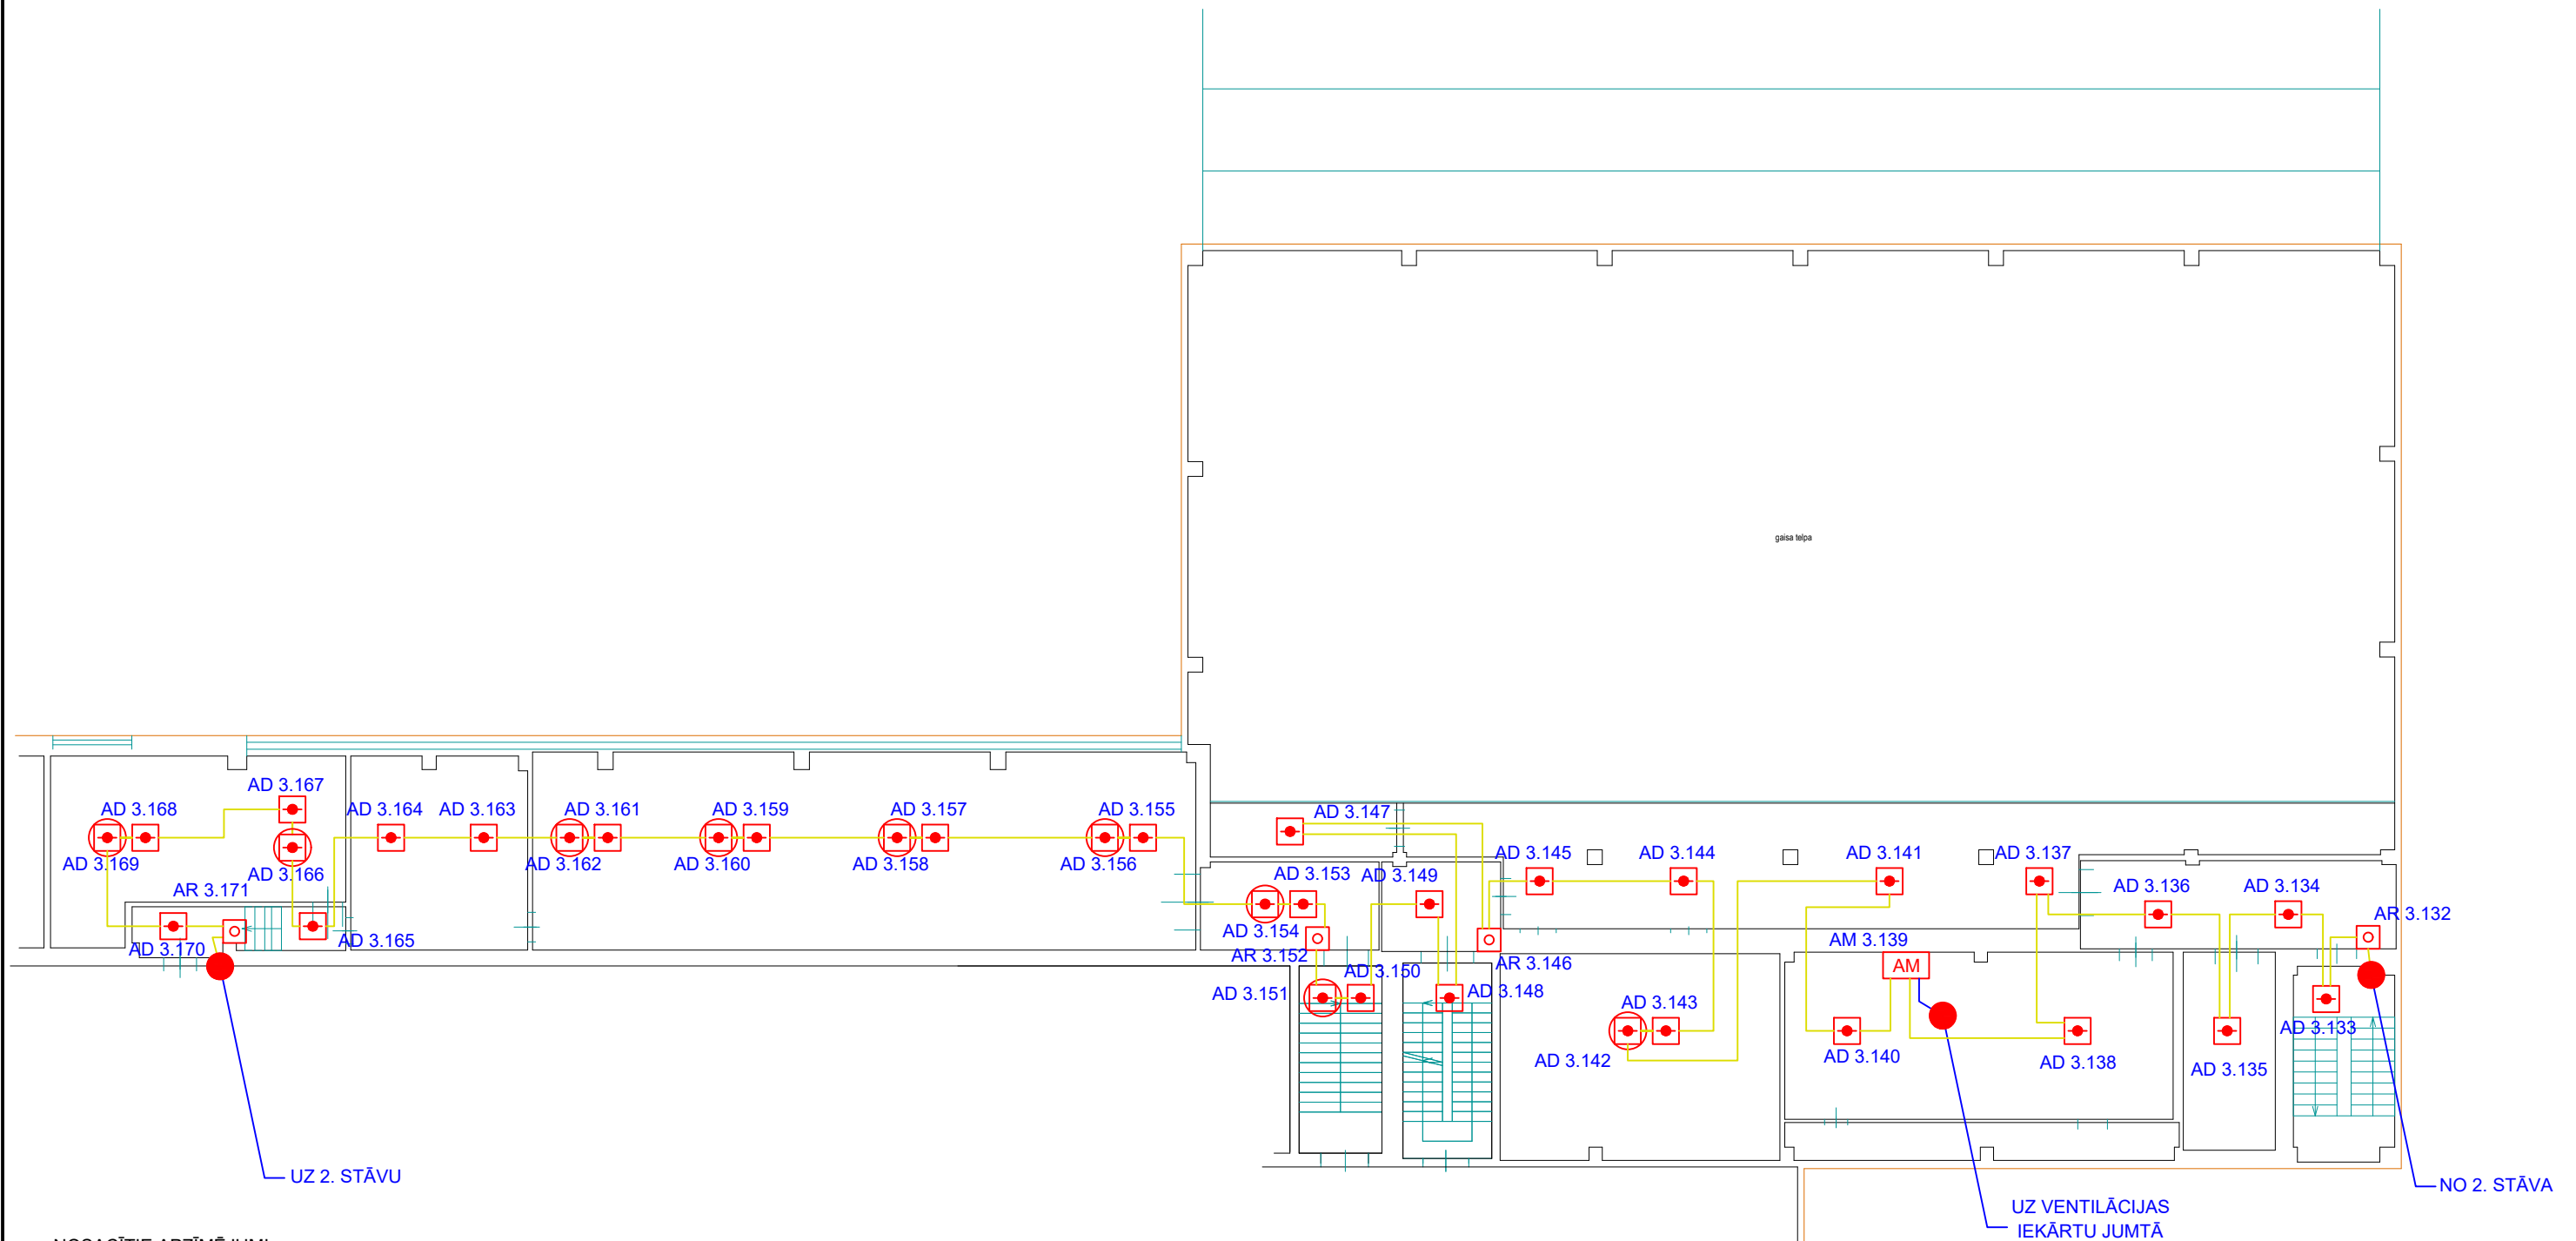 gaisa telpa
AD 3.167
AD 3.168
AD 3.164
AD 3.163
AD 3.161
AD 3.159
AD 3.157
AD 3.155
AD 3.147
AD 3.169
AD 3.166
AD 3.162
AD 3.160
AD 3.158
AD 3.156
AD 3.153
AD 3.149
AD 3.145
AD 3.144
AD 3.141
AD 3.137
AD 3.136
AD 3.134
AR 3.171
AR 3.132
AD 3.170
AD 3.165
AD 3.154
AR 3.152
AD 3.150
AR 3.146
AM 3.139
AM
AD 3.151
AD 3.148
AD 3.143
AD 3.142
AD 3.140
AD 3.138
AD 3.135
AD 3.133
UZ 2. STĀVU
NO 2. STĀVA
UZ VENTILĀCIJAS
IEKĀRTU JUMTĀ